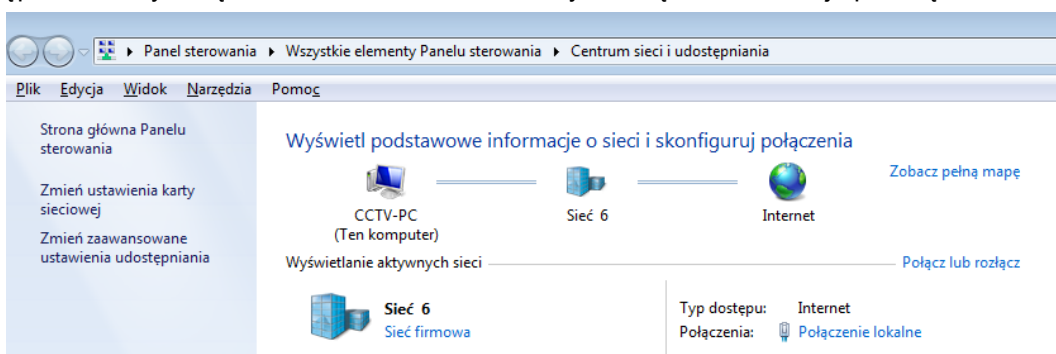 Panel sterowania ▸ Wszystkie elementy Panelu sterowania ▸ Centrum sieci i udostępniania
Plik Edycja Widok Narzędzia Pomoc
Strona główna Panelu
sterowania
Zmień ustawienia karty
sieciowej
Zmień zaawansowane
ustawienia udostępniania
Wyświetl podstawowe informacje o sieci i skonfiguruj połączenia
Zobacz pełną mapę
CCTV-PC
(Ten komputer)
Sieć 6
Internet
Wyświetlanie aktywnych sieci
Połącz lub rozłącz
Sieć 6
Sieć firmowa
Typ dostępu: Internet
Połączenia: Połączenie lokalne